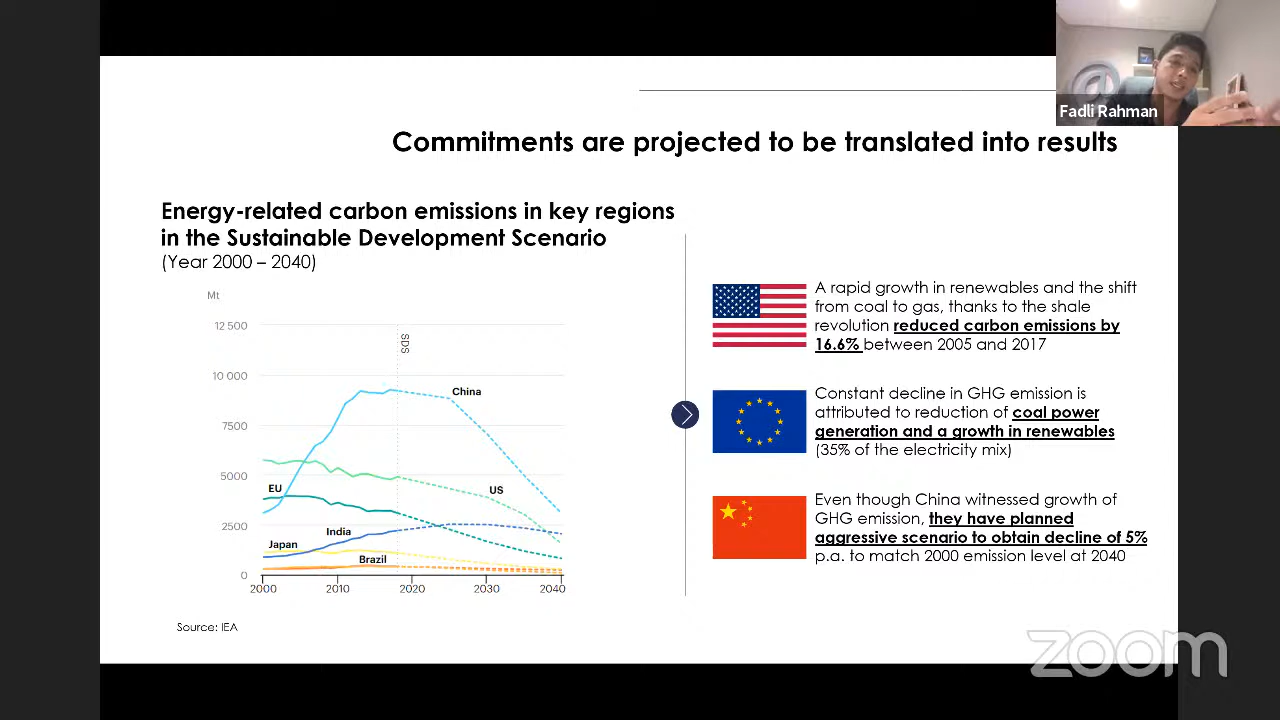 Fadli Rahman
Commitments are projected to be translated into results
Energy-related carbon emissions in key regions
in the Sustainable Development Scenario
(Year 2000 – 2040)
Mt
12 500
10 000
7500
5000
2500
0
SDS
China
US
EU
India
Japan
Brazil
2000
2010
2020
2030
2040
Source: IEA
A rapid growth in renewables and the shift
from coal to gas, thanks to the shale
revolution reduced carbon emissions by
16.6% between 2005 and 2017
Constant decline in GHG emission is
attributed to reduction of coal power
generation and a growth in renewables
(35% of the electricity mix)
Even though China witnessed growth of
GHG emission, they have planned
aggressive scenario to obtain decline of 5%
p.a. to match 2000 emission level at 2040
zoom